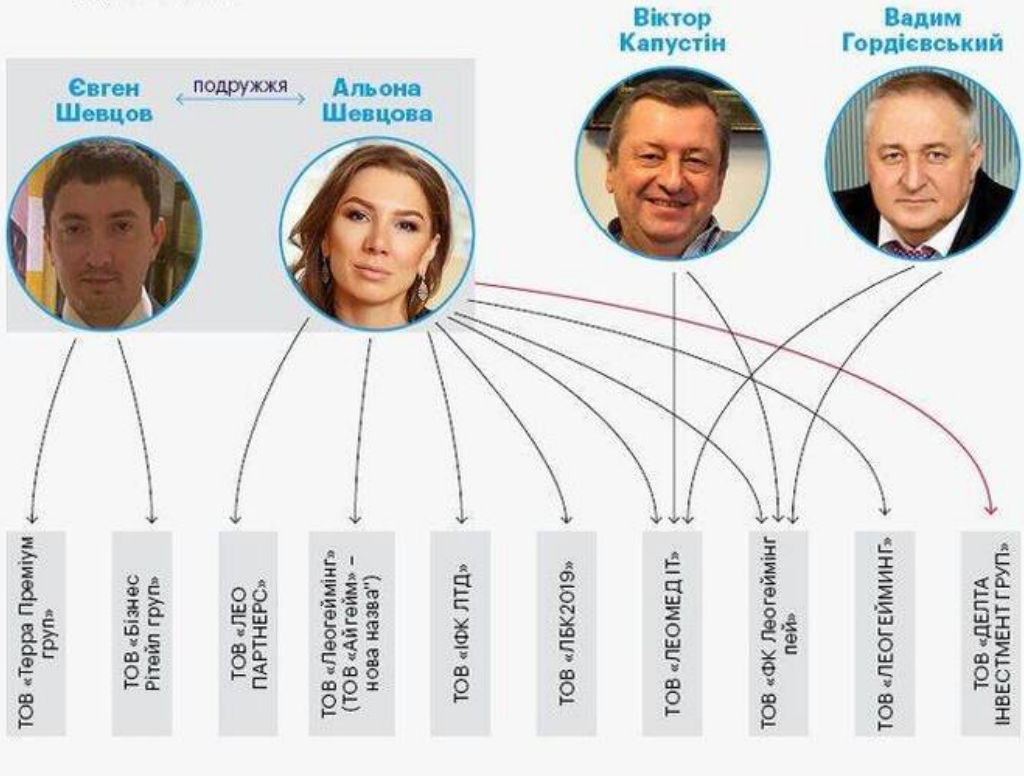 Віктор
Капустін
Вадим
Гордієвський
Євген
Шевцов
подружжя
Альона
Шевцова
ТОВ «Терра Преміум
груп»
ТОВ «Бізнес
Рітейл груп»
ТОВ «ЛЕО
ПАРТНЕРС»
ТОВ «Леогеймінг»
(ТОВ «Айгейм» –
нова назва")
ТОВ «ІФК ЛТД»
ТОВ «ЛБК2019»
ТОВ «ЛЕОМЕД ІТ»
ТОВ «ФК Леогеймінг
пей»
ТОВ «ЛЕОГЕЙМИНГ»
ТОВ «ДЕЛТА
ІНВЕСТМЕНТ ГРУП»